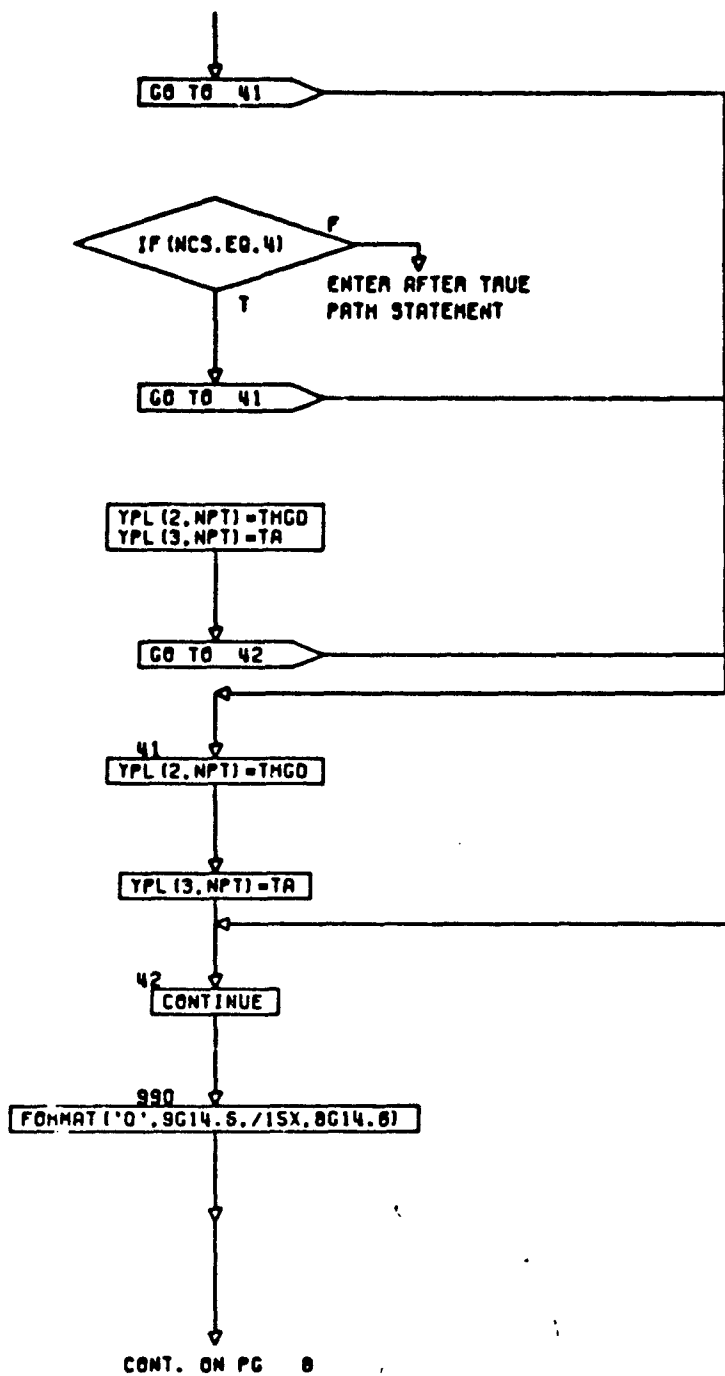 GO TO 41
IF(NCS.EQ.4)
F
ENTER AFTER TRUE
PATH STATEMENT
T
GO TO 41
YPL(2,NPT)=THGD
YPL(3,NPT)=TA
GO TO 42
41
YPL(2,NPT)=THGD
YPL(3,NPT)=TA
42
CONTINUE
990
FORMAT('0',9G14.6,/15X,8G14.6)
CONT. ON PG 8